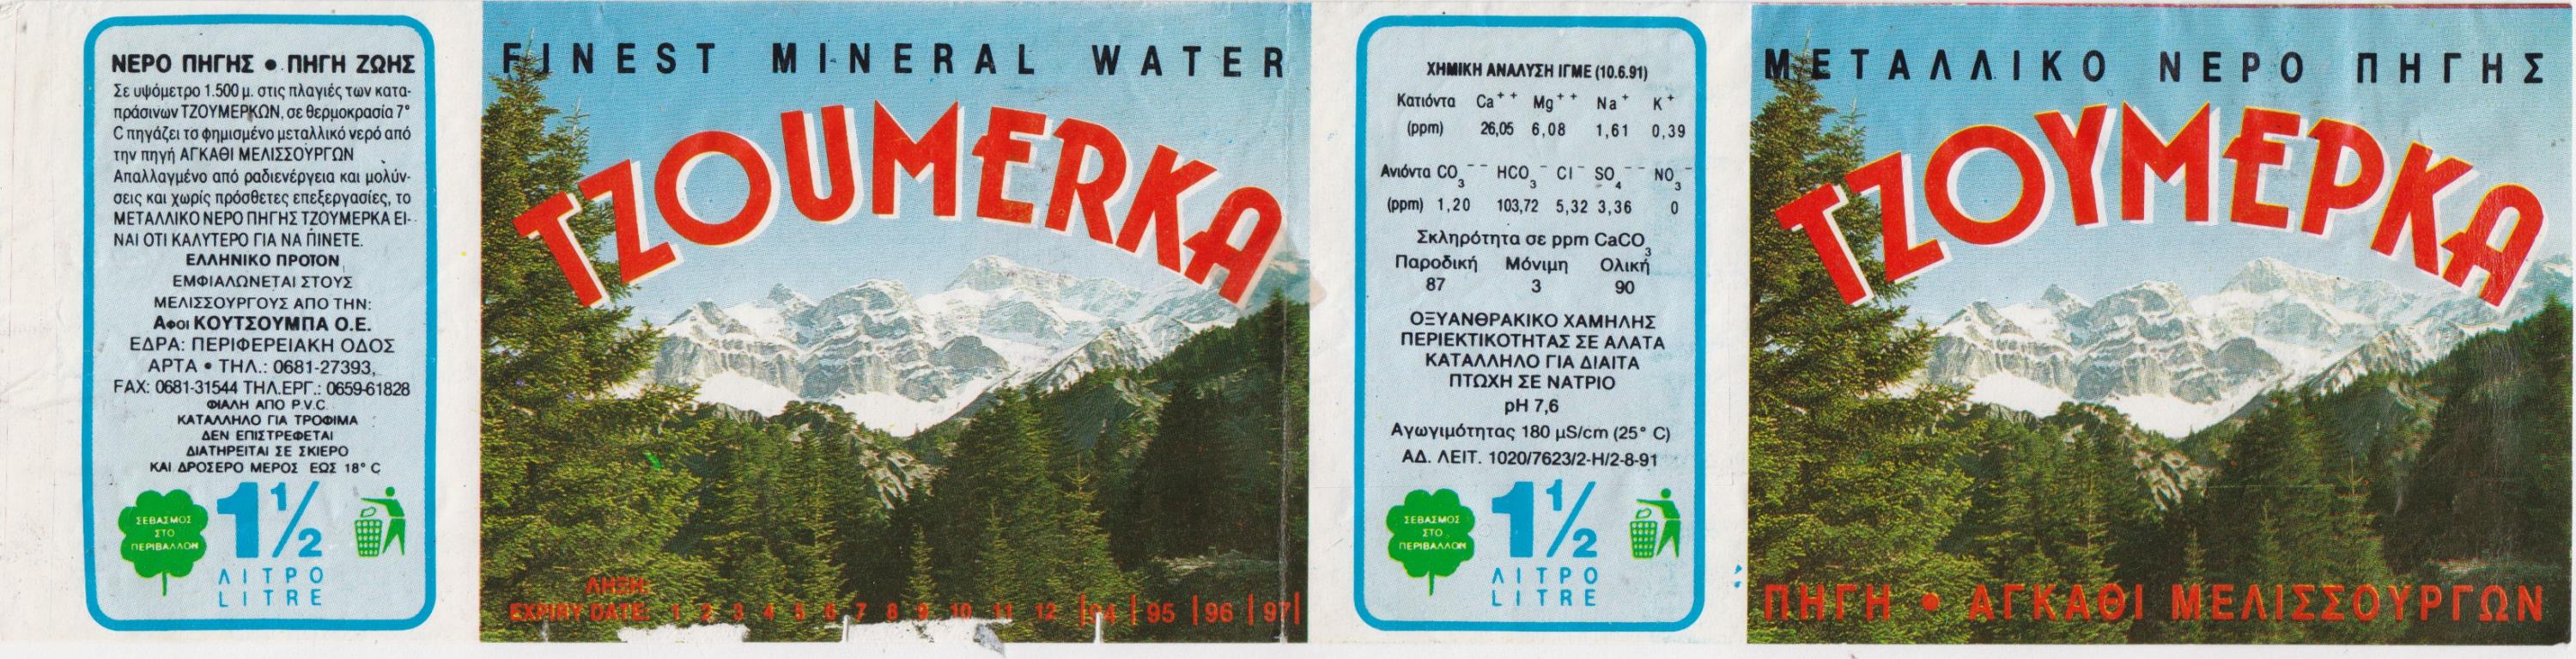 ΝΕΡΟ ΠΗΓΗΣ • ΠΗΓΗ ΖΩΗΣ
Σε υψόμετρο 1.500 μ. στις πλαγιές των κατα-
πράσινων ΤΖΟΥΜΕΡΚΩΝ, σε θερμοκρασία 7°
C πηγάζει το φημισμένο μεταλλικό νερό από
την πηγή ΑΓΚΑΘΙ ΜΕΛΙΣΣΟΥΡΓΩΝ
Απαλλαγμένο από ραδιενέργεια και μολύν-
σεις και χωρίς πρόσθετες επεξεργασίες, το
ΜΕΤΑΛΛΙΚΟ ΝΕΡΟ ΠΗΓΗΣ ΤΖΟΥΜΕΡΚΑ ΕΙ-
ΝΑΙ ΟΤΙ ΚΑΛΥΤΕΡΟ ΓΙΑ ΝΑ ΠΙΝΕΤΕ.
ΕΛΛΗΝΙΚΟ ΠΡΟΤΟΝ
ΕΜΦΙΑΛΩΝΕΤΑΙ ΣΤΟΥΣ
ΜΕΛΙΣΣΟΥΡΓΟΥΣ ΑΠΟ ΤΗΝ:
ΑΦΟΙ ΚΟΥΤΣΟΥΜΠΑ Ο.Ε.
ΕΔΡΑ: ΠΕΡΙΦΕΡΕΙΑΚΗ ΟΔΟΣ
ΑΡΤΑ • ΤΗΛ.: 0681-27393,
FAX: 0681-31544 ΤΗΛ.ΕΡΓ.: 0659-61828
ΦΙΑΛΗ ΑΠΟ P.V.C.
ΚΑΤΑΛΛΗΛΟ ΓΙΑ ΤΡΟΦΙΜΑ
ΔΕΝ ΕΠΙΣΤΡΕΦΕΤΑΙ
ΔΙΑΤΗΡΕΙΤΑΙ ΣΕ ΣΚΙΕΡΟ
ΚΑΙ ΔΡΟΣΕΡΟ ΜΕΡΟΣ ΕΩΣ 18° C
ΣΕΒΑΣΜΟΣ
ΣΤΟ
ΠΕΡΙΒΑΛΛΟΝ
1 1/2
ΛΙΤΡΟ
LITRE
FINEST MINERAL WATER
TZOUMERKA
ΛΗΞΗ:
EXPIRY DATE: 1 2 3 4 5 6 7 8 9 10 11 12 |94 | 95 |96 |97|
ΧΗΜΙΚΗ ΑΝΑΛΥΣΗ ΙΓΜΕ (10.6.91)
Κατιόντα Ca++ Mg++ Na+ K+
(ppm) 26,05 6,08 1,61 0,39
Ανιόντα CO3-- HCO3- Cl- SO4-- NO3-
(ppm) 1,20 103,72 5,32 3,36 0
Σκληρότητα σε ppm CaCO3
Παροδική Μόνιμη Ολική
87 3 90
ΟΞΥΑΝΘΡΑΚΙΚΟ ΧΑΜΗΛΗΣ
ΠΕΡΙΕΚΤΙΚΟΤΗΤΑΣ ΣΕ ΑΛΑΤΑ
ΚΑΤΑΛΛΗΛΟ ΓΙΑ ΔΙΑΙΤΑ
ΠΤΩΧΗ ΣΕ ΝΑΤΡΙΟ
pH 7,6
Αγωγιμότητας 180 μS/cm (25° C)
ΑΔ. ΛΕΙΤ. 1020/7623/2-Η/2-8-91
ΣΕΒΑΣΜΟΣ
ΣΤΟ
ΠΕΡΙΒΑΛΛΟΝ
1 1/2
ΛΙΤΡΟ
LITRE
ΜΕΤΑΛΛΙΚΟ ΝΕΡΟ ΠΗΓΗΣ
ΤΖΟΥΜΕΡΚΑ
ΠΗΓΗ • ΑΓΚΑΘΙ ΜΕΛΙΣΣΟΥΡΓΩΝ